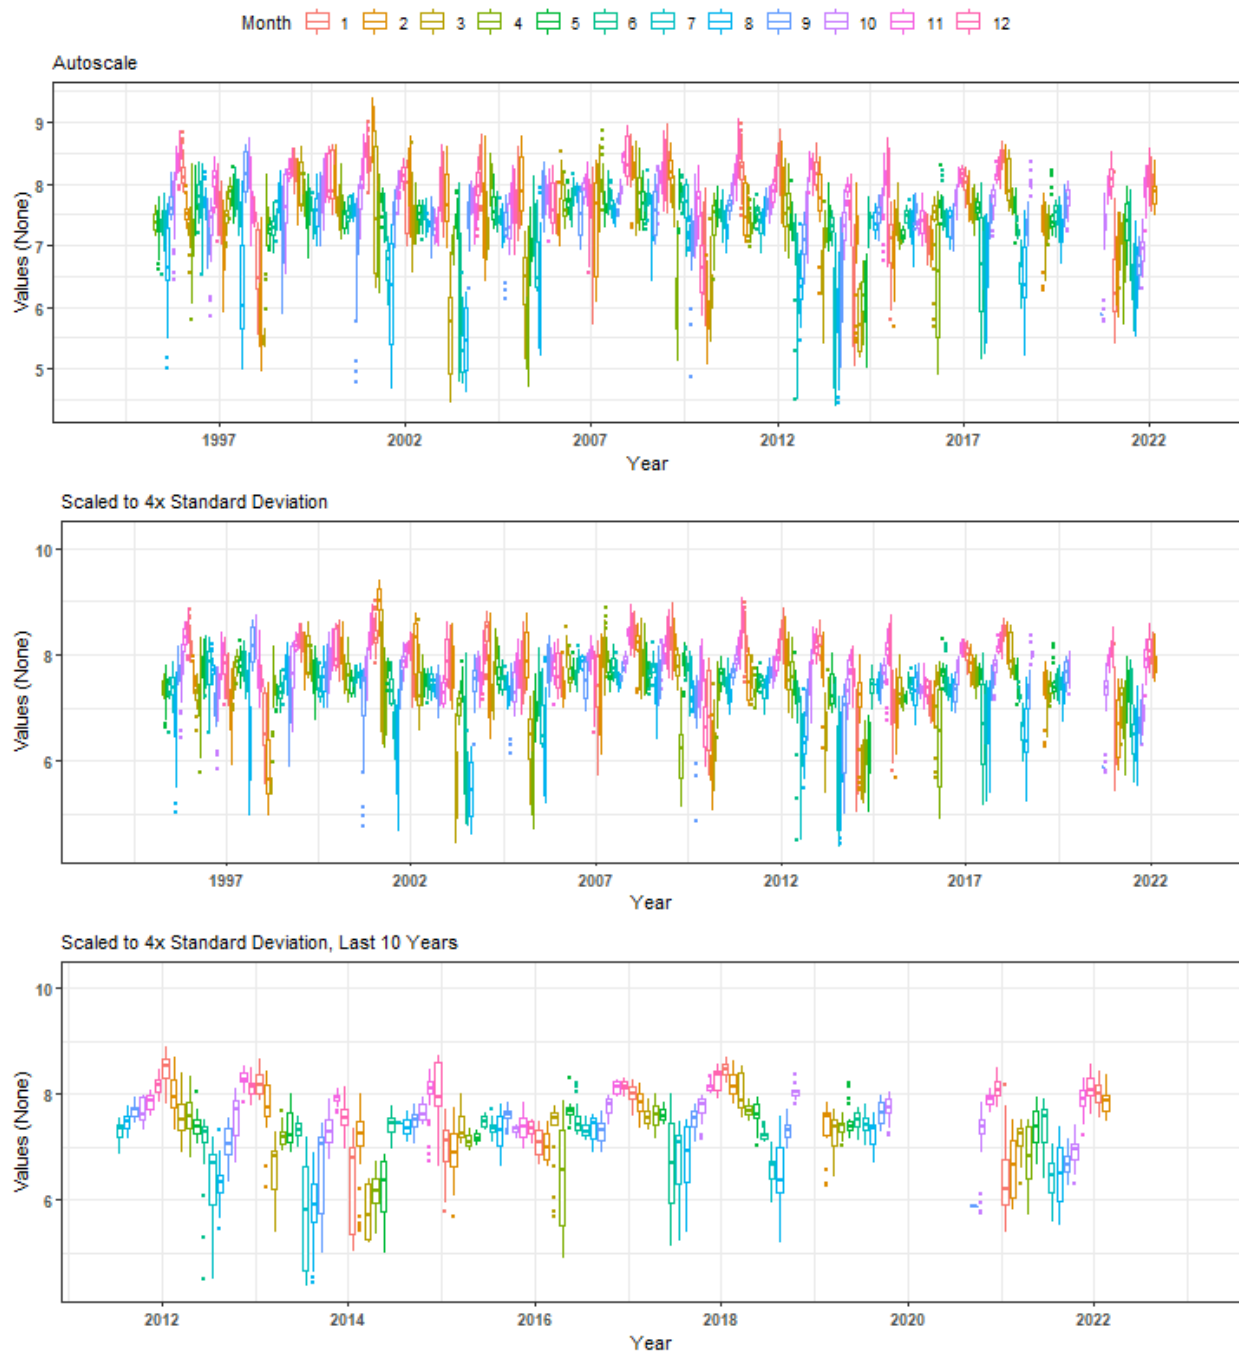 Month 1 2 3 4 5 6 7 8 9 10 11 12
Autoscale
Values (None)
9
8
7
6
5
1997 2002 2007 2012 2017 2022
Year
Scaled to 4x Standard Deviation
Values (None)
10
8
6
1997 2002 2007 2012 2017 2022
Year
Scaled to 4x Standard Deviation, Last 10 Years
Values (None)
10
8
6
2012 2014 2016 2018 2020 2022
Year